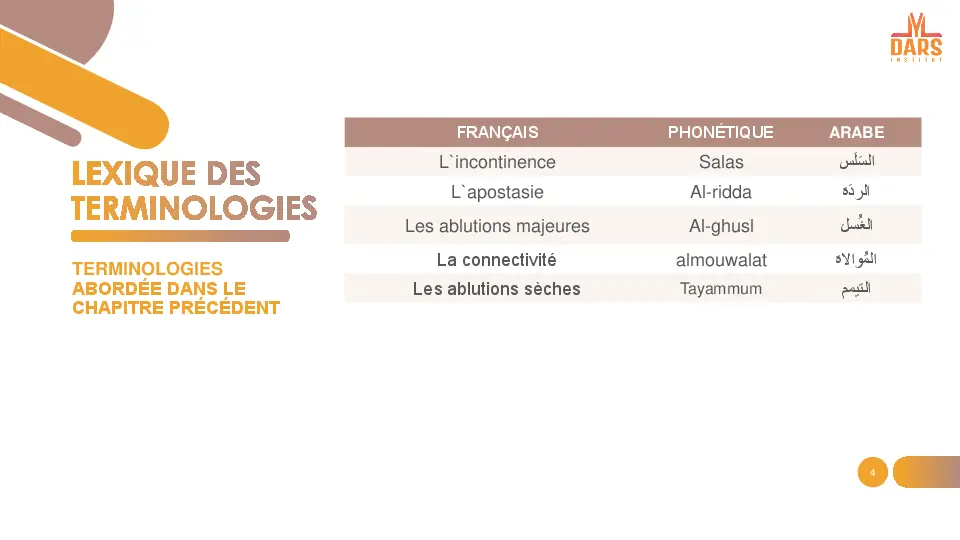 DARS
INSTITUT
LEXIQUE DES
TERMINOLOGIES
TERMINOLOGIES
ABORDÉE DANS LE
CHAPITRE PRÉCÉDENT
FRANÇAIS PHONÉTIQUE ARABE
L`incontinence Salas السَلَس
L`apostasie Al-ridda الردَه
Les ablutions majeures Al-ghusl الغُسل
La connectivité almouwalat المُوالاه
Les ablutions sèches Tayammum التيمم
4